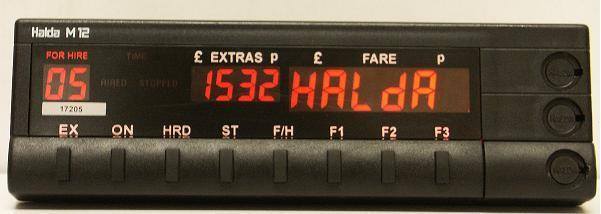 Halda M12
FOR HIRE TIME £ EXTRAS p £ FARE p
05 HIRED STOPPED 1532 HALdA
17205
EX ON HRD ST F/H F1 F2 F3